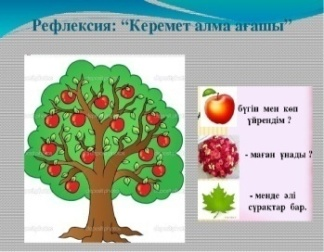 Рефлексия: “Керемет алма ағашы”
бүгін мен көп
үйрендім ?
- маған ұнады ?
- менде әлі
сұрақтар бар.